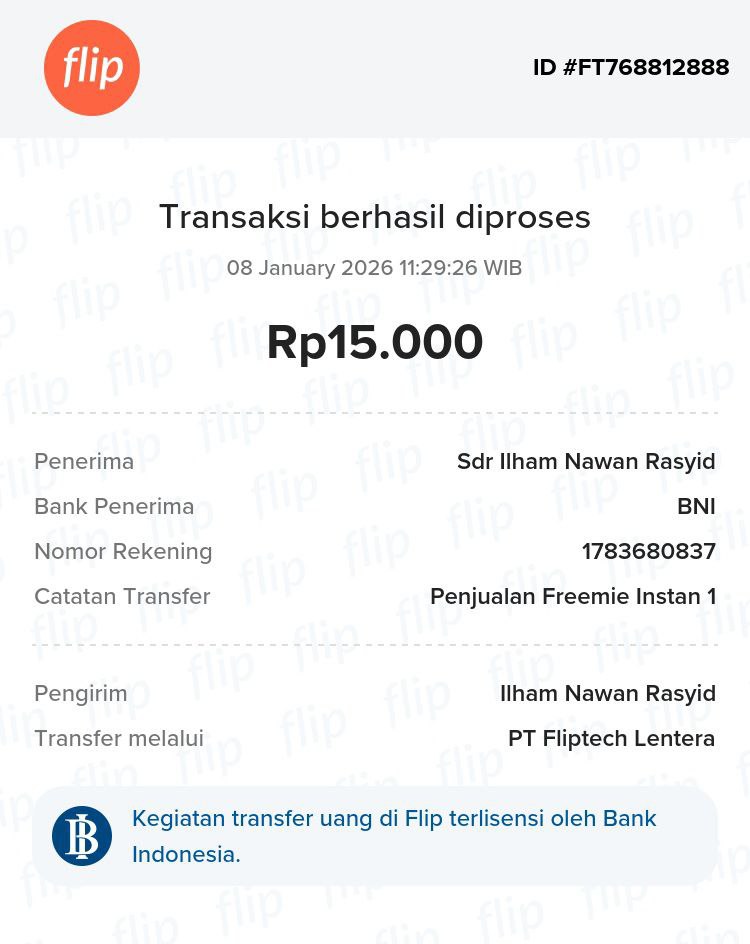 flip
ID #FT768812888
Transaksi berhasil diproses
08 January 2026 11:29:26 WIB
Rp15.000
Penerima Sdr Ilham Nawan Rasyid
Bank Penerima BNI
Nomor Rekening 1783680837
Catatan Transfer Penjualan Freemie Instan 1
Pengirim Ilham Nawan Rasyid
Transfer melalui PT Fliptech Lentera
Kegiatan transfer uang di Flip terlisensi oleh Bank
Indonesia.